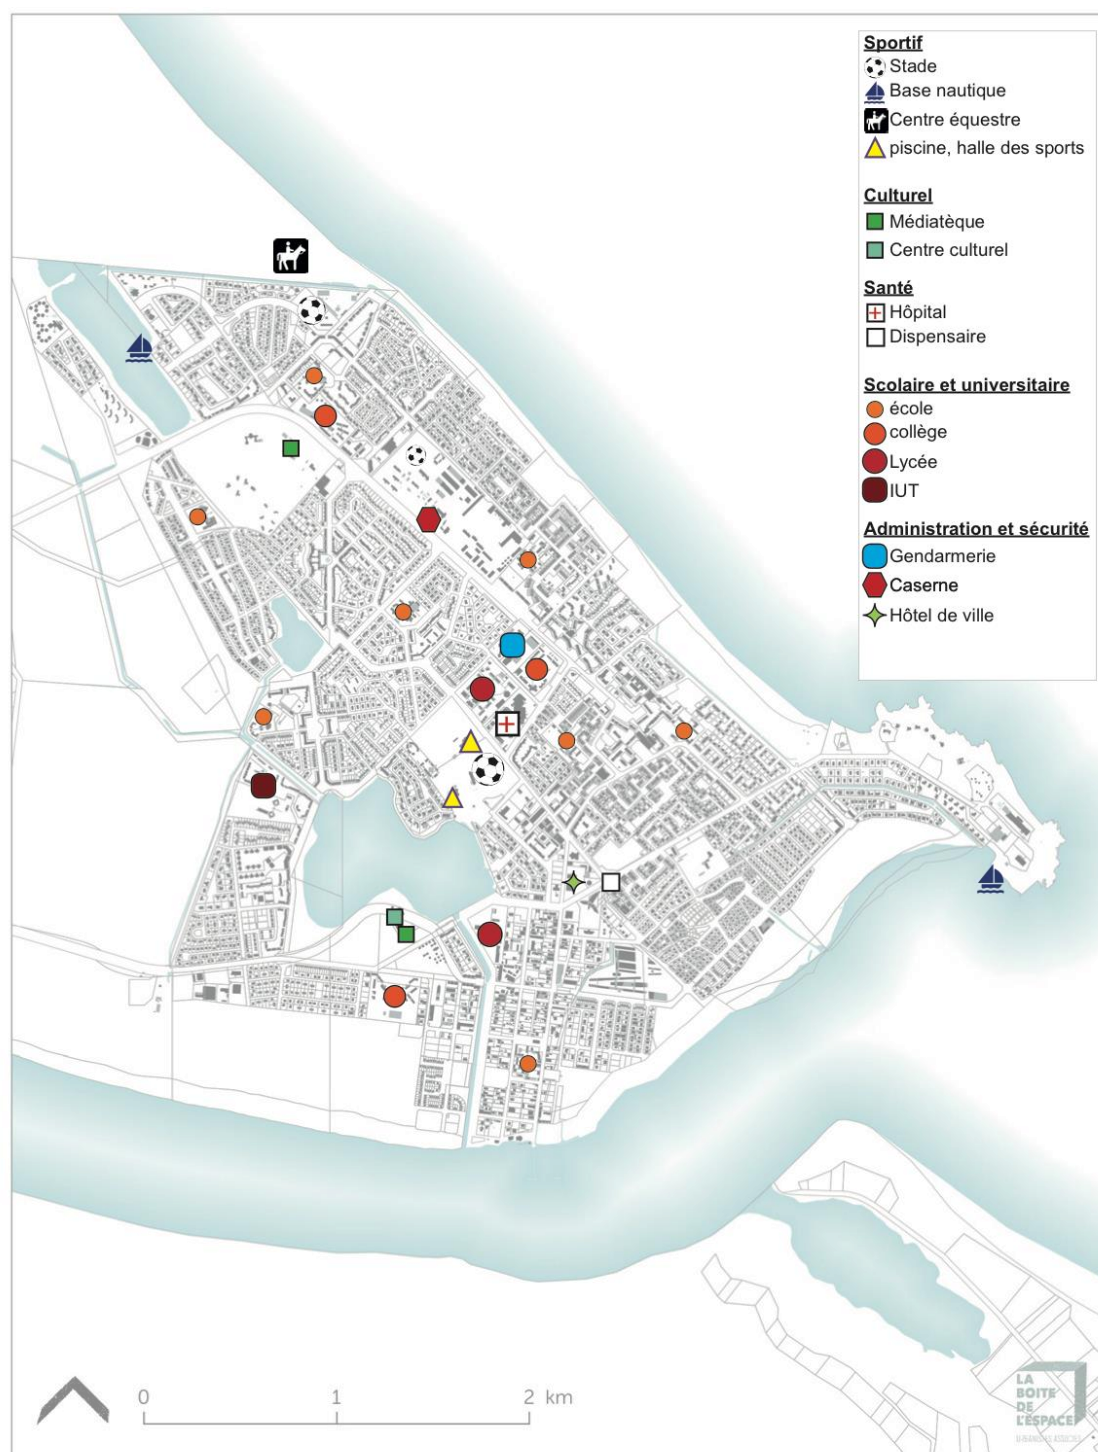 Sportif
Stade
Base nautique
Centre équestre
piscine, halle des sports
Culturel
Médiatèque
Centre culturel
Santé
Hôpital
Dispensaire
Scolaire et universitaire
école
collège
Lycée
IUT
Administration et sécurité
Gendarmerie
Caserne
Hôtel de ville
0 1 2 km
LA
BOITE
DE
L'ESPACE